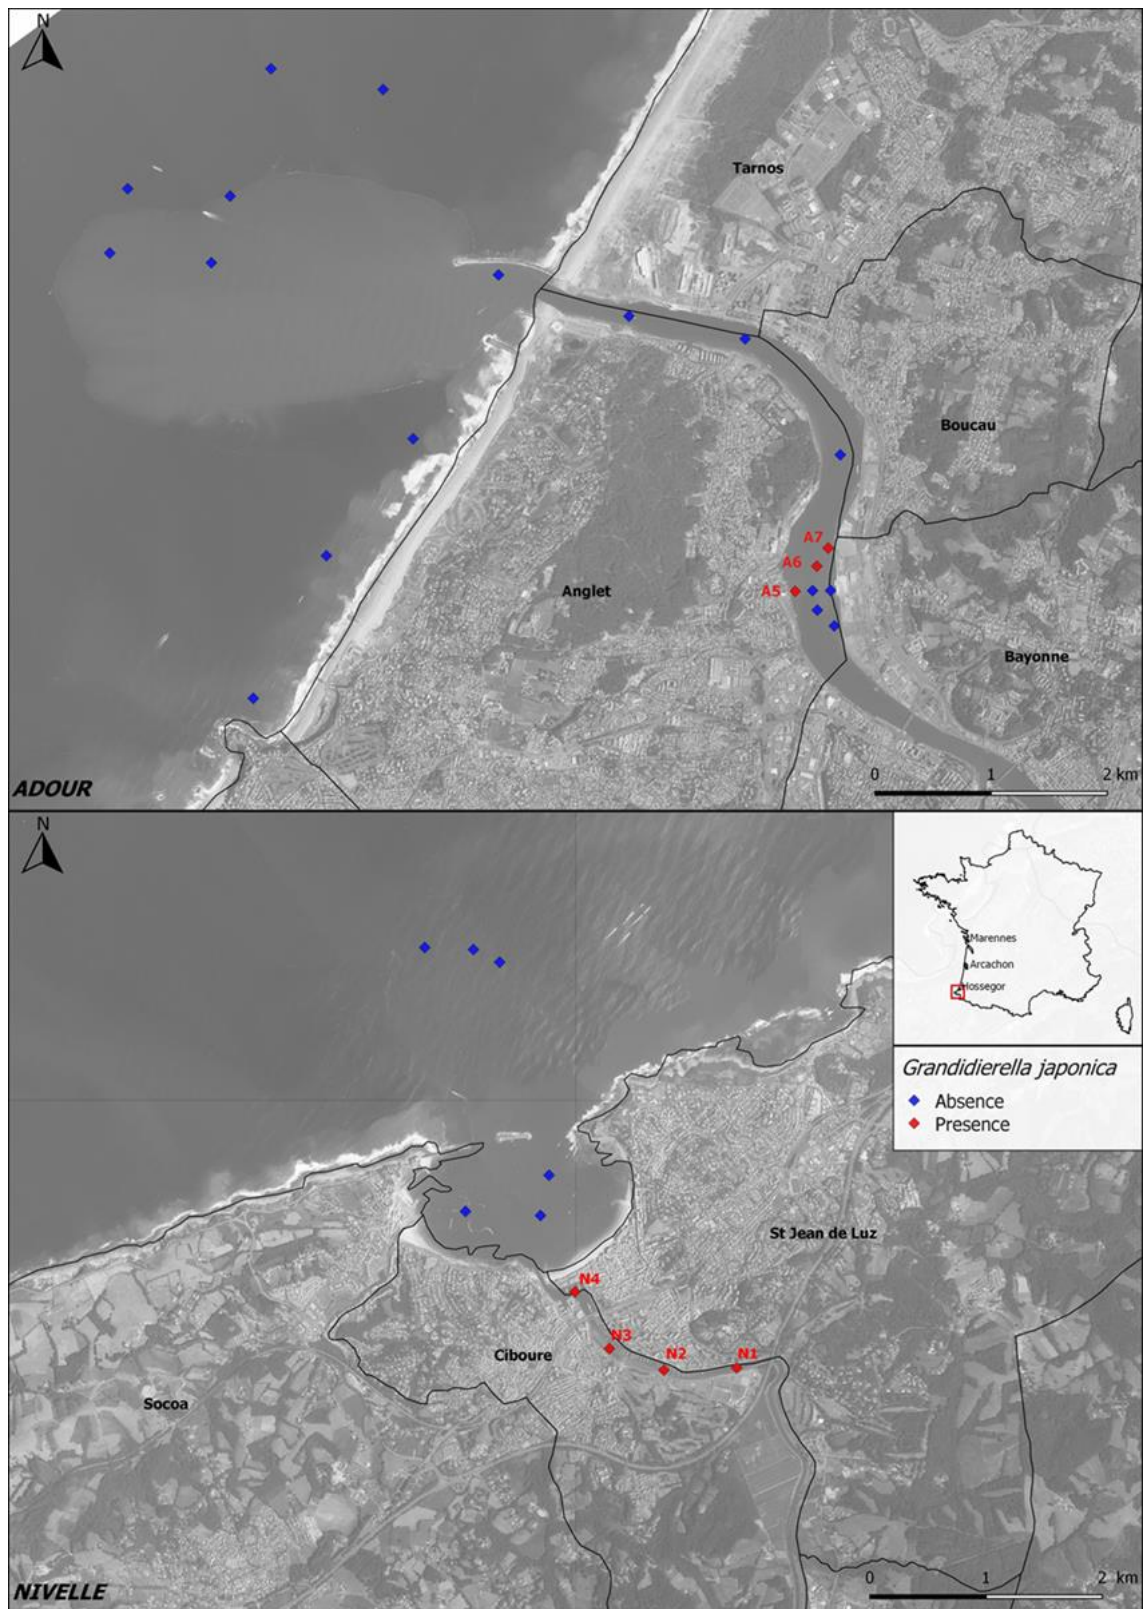 N
Tarnos
Boucau
A7
A6
A5
Anglet
Bayonne
0 1 2 km
ADOUR
N
Marennes
Arcachon
Hossegor
Grandidierella japonica
Absence
Presence
St Jean de Luz
N4
N3
N2
N1
Ciboure
Socoa
0 1 2 km
NIVELLE